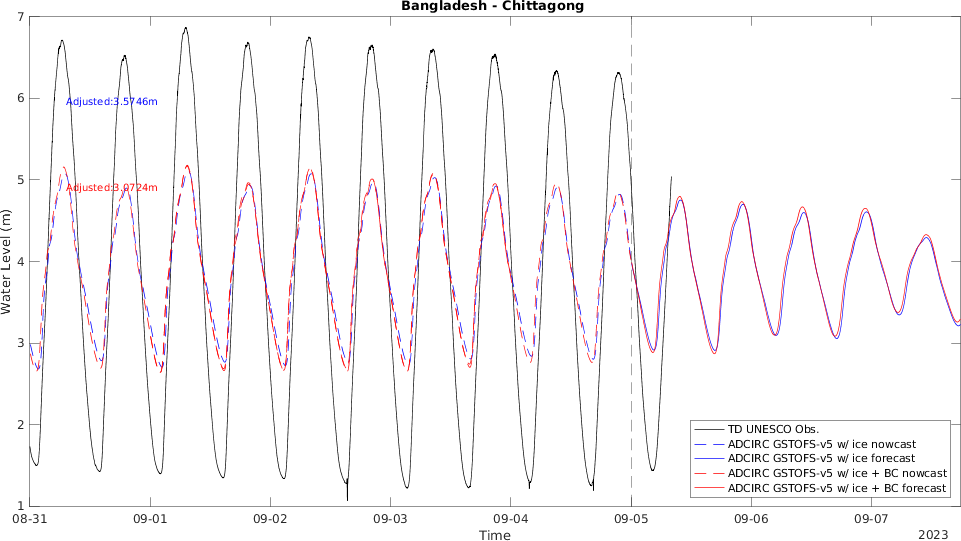 Bangladesh - Chittagong
7
6
5
4
3
2
1
Water Level (m)
Adjusted:3.5746m
Adjusted:3.0724m
TD UNESCO Obs.
ADCIRC GSTOFS-v5 w/ ice nowcast
ADCIRC GSTOFS-v5 w/ ice forecast
ADCIRC GSTOFS-v5 w/ ice + BC nowcast
ADCIRC GSTOFS-v5 w/ ice + BC forecast
08-31 09-01 09-02 09-03 09-04 09-05 09-06 09-07
Time
2023